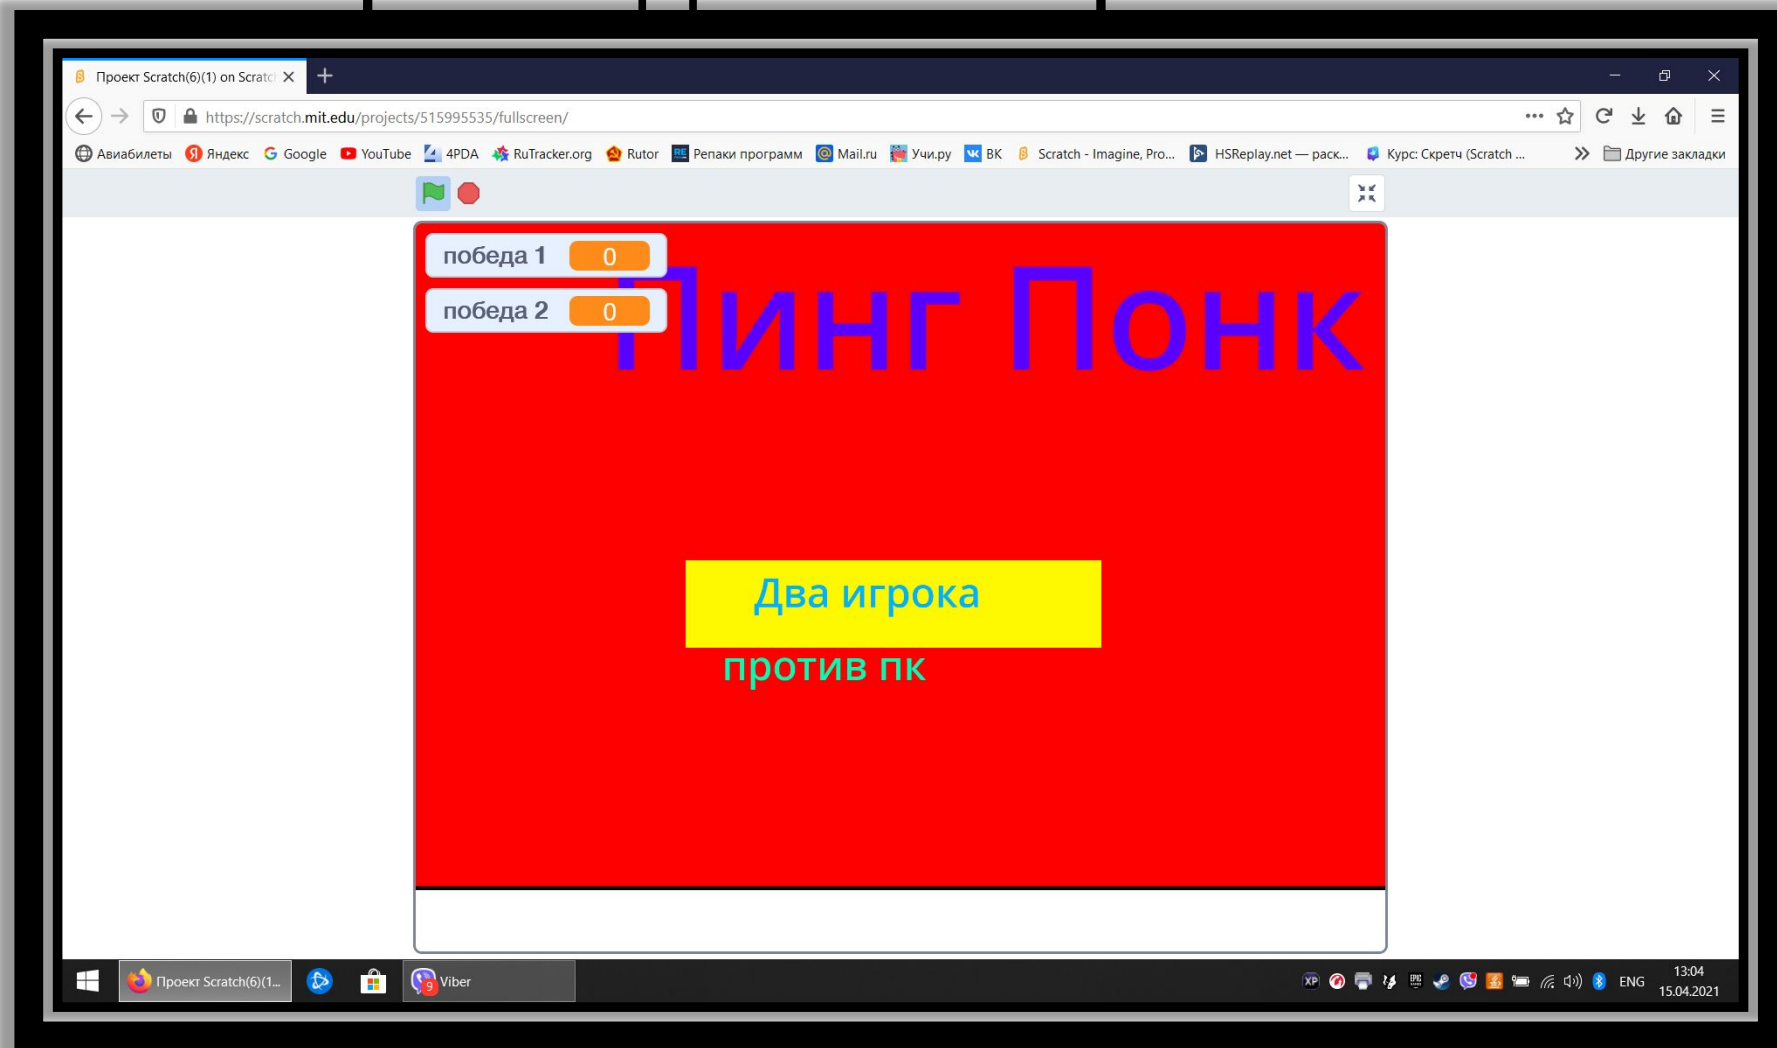 Проект Scratch(6)(1) on Scratc
https://scratch.mit.edu/projects/515995535/fullscreen/
Авиабилеты Яндекс Google YouTube 4PDA RuTracker.org Rutor Репаки программ Mail.ru Учи.ру ВК Scratch - Imagine, Pro... HSReplay.net — раск... Курс: Скретч (Scratch ... Другие закладки
победа 1 0
победа 2 0
Пинг Понк
Два игрока
против пк
Проект Scratch(6)(1... 9 Viber XP EPIC ENG 13:04
15.04.2021